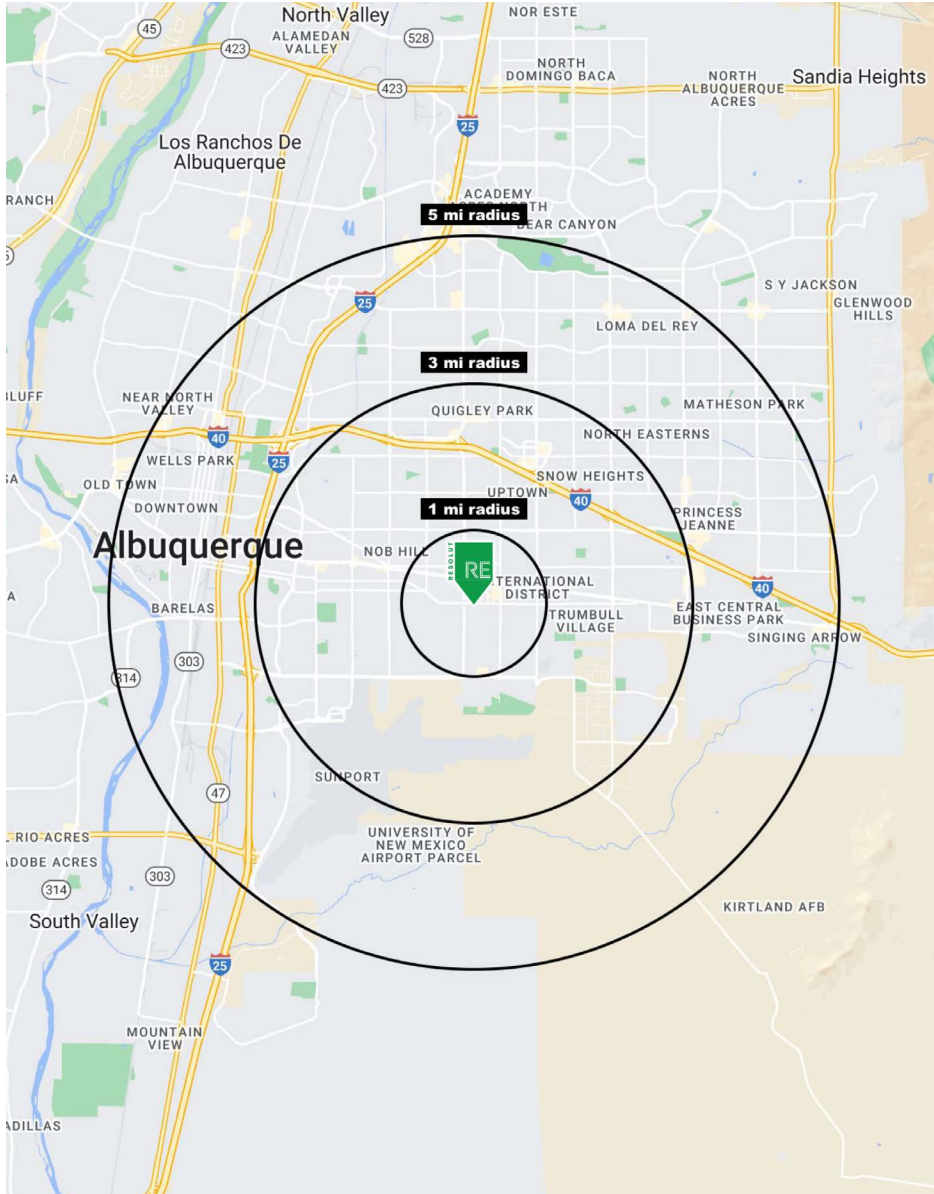 NOR ESTE
North Valley
45
ALAMEDAN
VALLEY
528
423
NORTH
DOMINGO BACA
NORTH
ALBUQUERQUE
ACRES
Sandia Heights
423
25
Los Ranchos De
Albuquerque
RANCH
ACADEMY
5 mi radius
BEAR CANYON
S Y JACKSON
GLENWOOD
HILLS
25
LOMA DEL REY
3 mi radius
BLUFF
NEAR NORTH
VALLEY
QUIGLEY PARK
MATHESON PARK
40
NORTH EASTERNS
WELLS PARK
25
SNOW HEIGHTS
OLD TOWN
UPTOWN
40
DOWNTOWN
1 mi radius
PRINCESS
JEANNE
Albuquerque
NOB HILL
RESOLUT
RE
INTERNATIONAL
DISTRICT
40
BARELAS
TRUMBULL
VILLAGE
EAST CENTRAL
BUSINESS PARK
SINGING ARROW
303
314
SUNPORT
47
UNIVERSITY OF
NEW MEXICO
AIRPORT PARCEL
RIO ACRES
ADOBE ACRES
303
314
KIRTLAND AFB
South Valley
25
MOUNTAIN
VIEW
ADILLAS